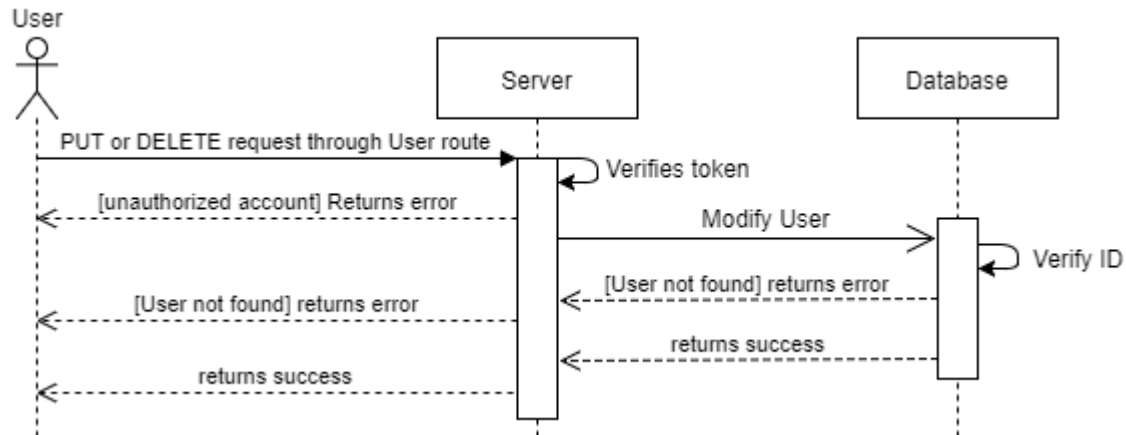 User
Server
Database
PUT or DELETE request through User route
Verifies token
[unauthorized account] Returns error
Modify User
Verify ID
[User not found] returns error
[User not found] returns error
returns success
returns success